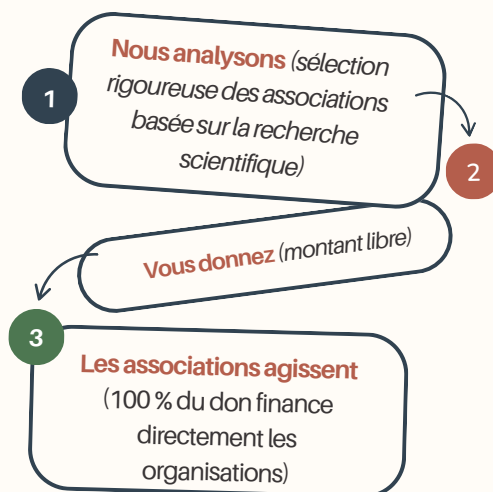 1
Nous analysons (sélection
rigoureuse des associations
basée sur la recherche
scientifique)
2
Vous donnez (montant libre)
3
Les associations agissent
(100 % du don finance
directement les
organisations)